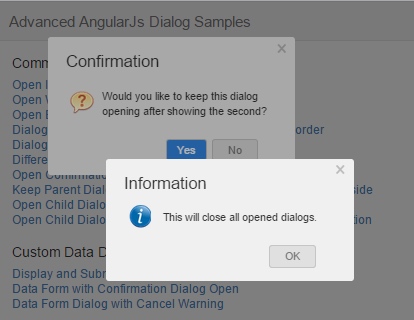 Advanced AngularJs Dialog Samples
Confirmation
×
Would you like to keep this dialog
opening after showing the second?
Yes
No
Information
×
This will close all opened dialogs.
OK
Open
Open
Open
Dialog
order
Dialog
Differe
Open Confirmation
Keep Parent Dial
side
Open Child Dialo
Open Child Dialo
tion
Custom Data D
Display and Subr
Data Form with Confirmation Dialog Open
Data Form Dialog with Cancel Warning